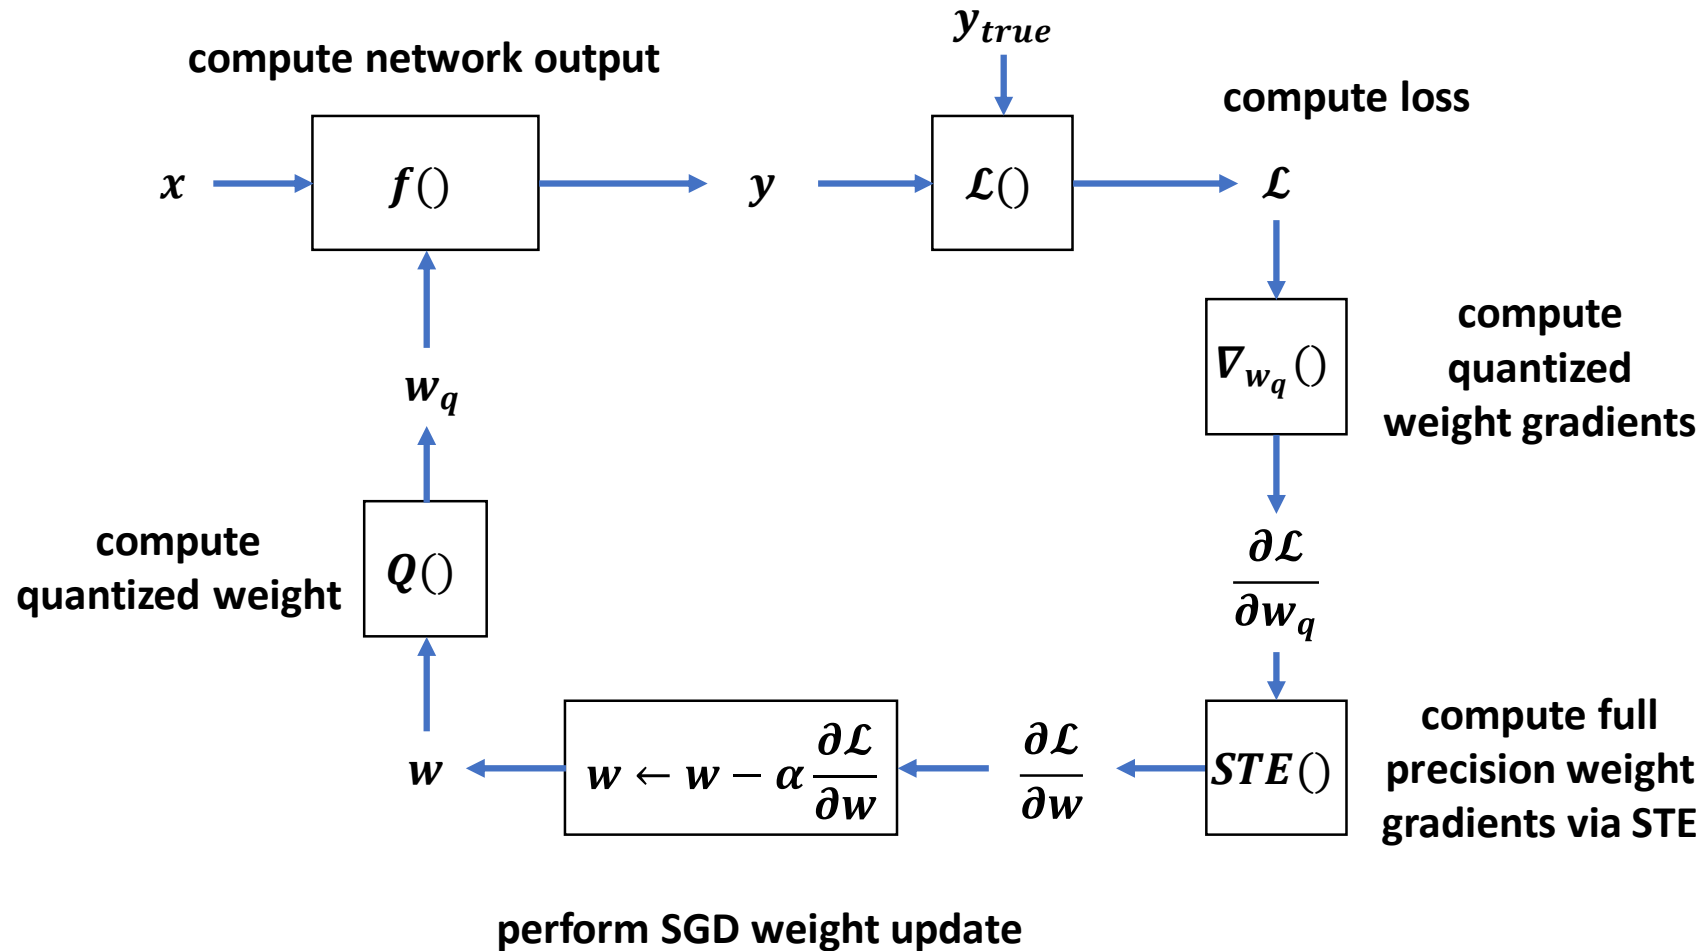 y_true
compute network output
compute loss
x
f()
y
ℒ()
ℒ
compute
quantized
weight gradients
∇_{w_q}()
w_q
∂ℒ
∂w_q
compute
quantized weight
Q()
compute full
precision weight
gradients via STE
STE()
∂ℒ
∂w
w ← w − α ∂ℒ/∂w
w
perform SGD weight update